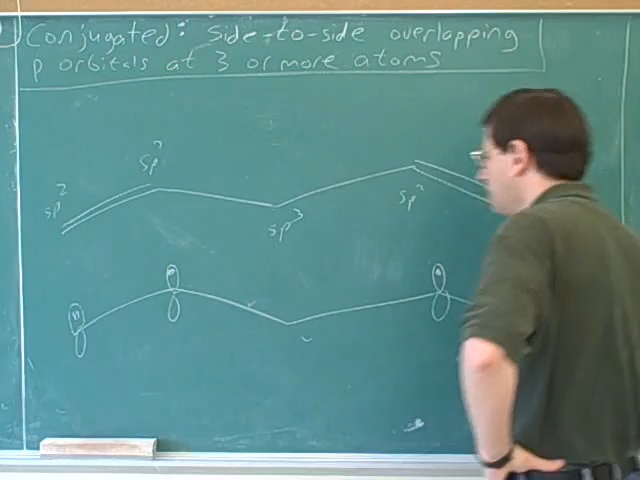 Conjugated: Side-to-side overlapping
p orbitals at 3 or more atoms
sp²
sp²
sp³
sp²